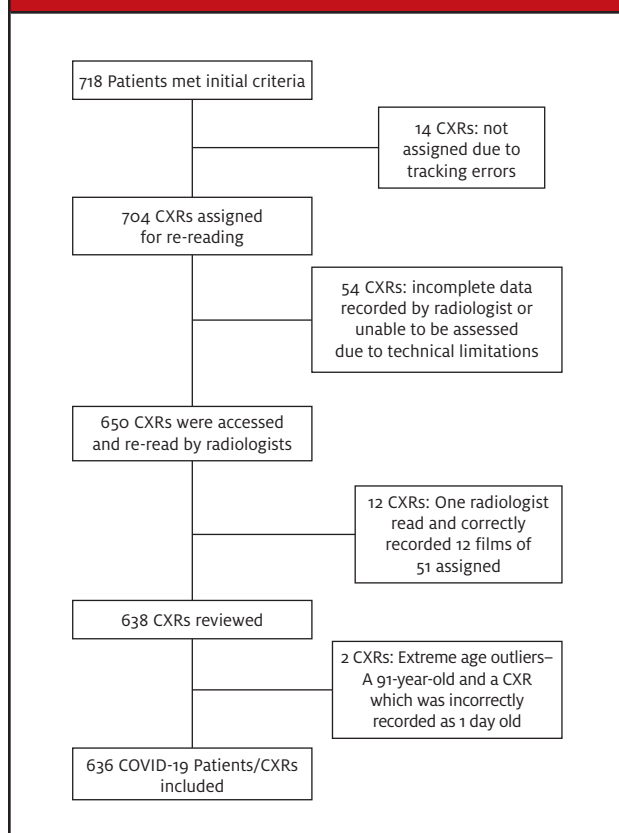 718 Patients met initial criteria
14 CXRs: not
assigned due to
tracking errors
704 CXRs assigned
for re-reading
54 CXRs: incomplete data
recorded by radiologist or
unable to be assessed
due to technical limitations
650 CXRs were accessed
and re-read by radiologists
12 CXRs: One radiologist
read and correctly
recorded 12 films of
51 assigned
638 CXRs reviewed
2 CXRs: Extreme age outliers–
A 91-year-old and a CXR
which was incorrectly
recorded as 1 day old
636 COVID-19 Patients/CXRs
included